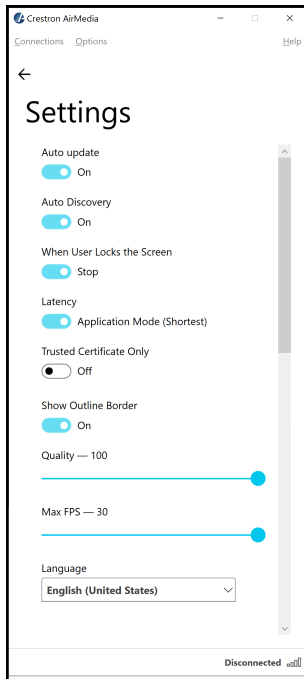 Crestron AirMedia
Connections Options Help
Settings
Auto update
On
Auto Discovery
On
When User Locks the Screen
Stop
Latency
Application Mode (Shortest)
Trusted Certificate Only
Off
Show Outline Border
On
Quality — 100
Max FPS — 30
Language
English (United States)
Disconnected